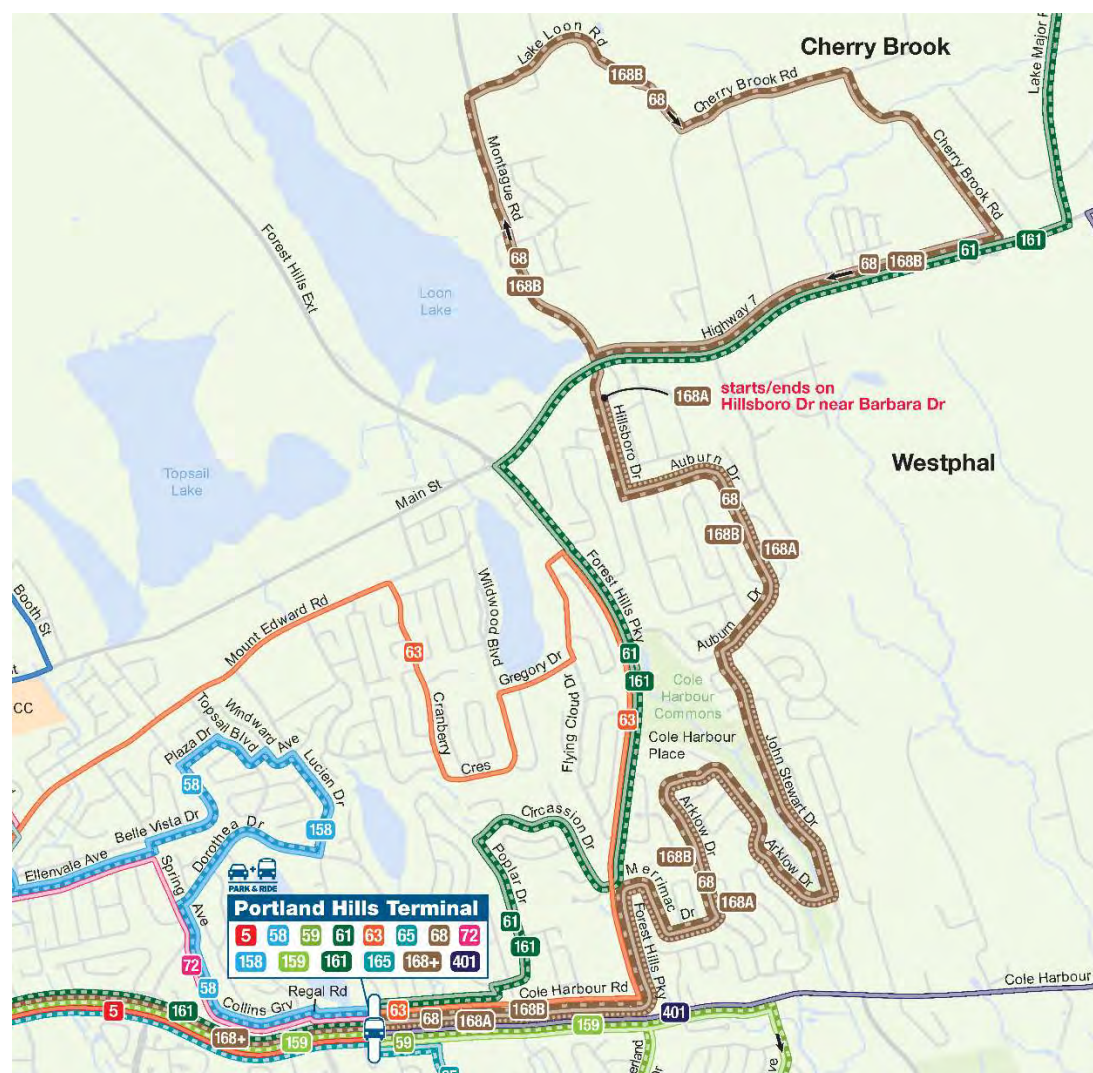 Lake Loon Rd
Cherry Brook
Lake Major
168B
68
Cherry Brook Rd
Montague Rd
Cherry Brook Rd
Forest Hills Ext
68
168B
61
161
68
168B
Loon
Lake
Highway 7
168A
starts/ends on
Hillsboro Dr near Barbara Dr
Hillsboro Dr
Auburn Dr
Westphal
Topsail
Lake
Main St
68
168B
168A
Booth St
Mount Edward Rd
Wildwood Blvd
Forest Hills Pky
Auburn Dr
63
Gregory Dr
61
161
63
Cole
Harbour
Commons
Cole Harbour
Place
CC
Cranberry
Cres
Flying Cloud Dr
Windward Ave
Topsail Blvd
Plaza Dr
Lucien Dr
58
158
John Stewart Dr
Belle Vista Dr
Dorothea Dr
Circassion Dr
Poplar Dr
Arklow Dr
Arklow Dr
168B
68
168A
Ellenvale Ave
Spring Ave
Merrimac Dr
Forest Hills Pky
PARK & RIDE
Portland Hills Terminal
5 58 59 61 63 65 68 72
158 159 161 165 168+ 401
61
161
72
58
Regal Rd
Collins Grv
Cole Harbour Rd
Cole Harbour
5
161
168+
159
63
59
68
168A
168B
159
401